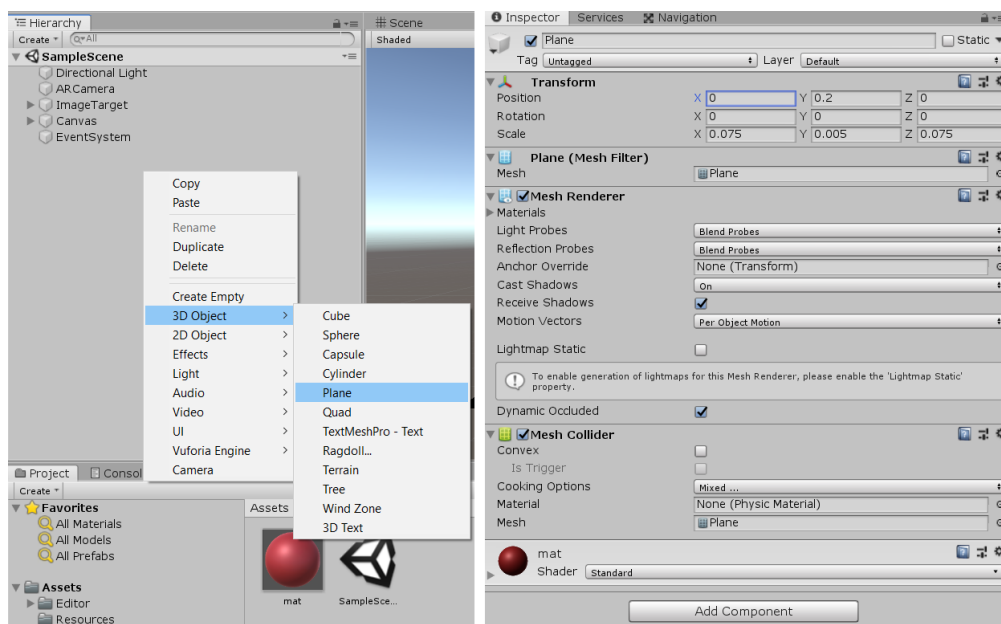 Hierarchy
Create
All
SampleScene
Directional Light
ARCamera
ImageTarget
Canvas
EventSystem
Scene
Shaded
Copy
Paste
Rename
Duplicate
Delete
Create Empty
3D Object
2D Object
Effects
Light
Audio
Video
UI
Vuforia Engine
Camera
Cube
Sphere
Capsule
Cylinder
Plane
Quad
TextMeshPro - Text
Ragdoll...
Terrain
Tree
Wind Zone
3D Text
Project
Consol
Create
Favorites
All Materials
All Models
All Prefabs
Assets
Editor
Resources
Assets
mat
SampleSce...
Inspector Services Navigation
Plane Static
Tag Untagged Layer Default
Transform
Position X 0 Y 0.2 Z 0
Rotation X 0 Y 0 Z 0
Scale X 0.075 Y 0.005 Z 0.075
Plane (Mesh Filter)
Mesh Plane
Mesh Renderer
Materials
Light Probes Blend Probes
Reflection Probes Blend Probes
Anchor Override None (Transform)
Cast Shadows On
Receive Shadows
Motion Vectors Per Object Motion
Lightmap Static
To enable generation of lightmaps for this Mesh Renderer, please enable the 'Lightmap Static'
property.
Dynamic Occluded
Mesh Collider
Convex
Is Trigger
Cooking Options Mixed ...
Material None (Physic Material)
Mesh Plane
mat
Shader Standard
Add Component